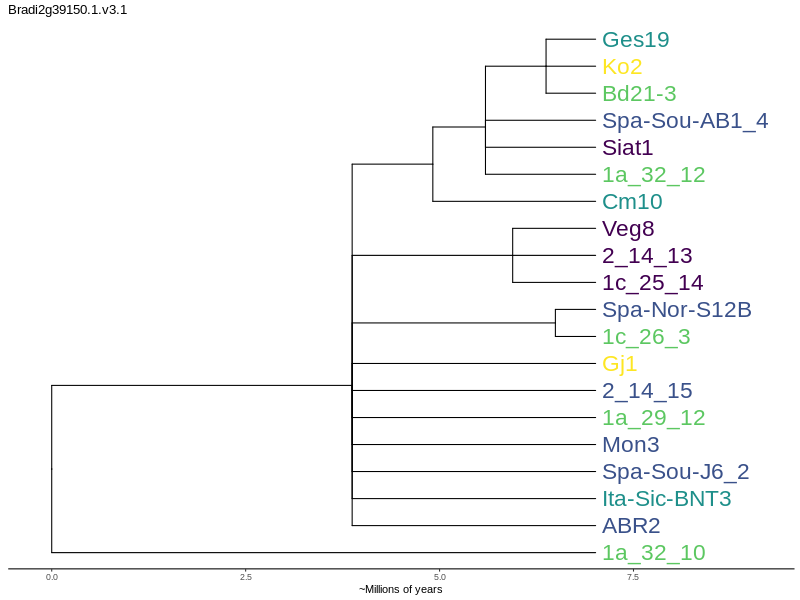 Bradi2g39150.1.v3.1
Ges19
Ko2
Bd21-3
Spa-Sou-AB1_4
Siat1
1a_32_12
Cm10
Veg8
2_14_13
1c_25_14
Spa-Nor-S12B
1c_26_3
Gj1
2_14_15
1a_29_12
Mon3
Spa-Sou-J6_2
Ita-Sic-BNT3
ABR2
1a_32_10
0.0 2.5 5.0 7.5
~Millions of years